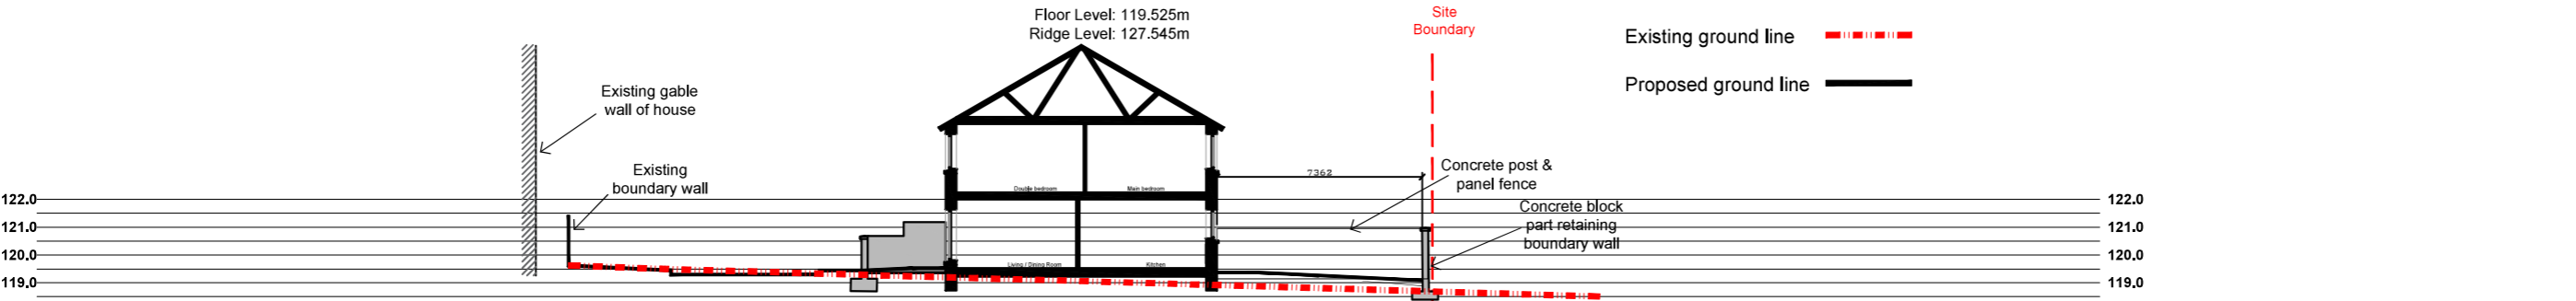 Floor Level: 119.525m
Ridge Level: 127.545m
Site
Boundary
Existing ground line
Proposed ground line
Existing gable
wall of house
Existing
boundary wall
Concrete post &
panel fence
7362
Double bedroom
Main bedroom
Concrete block
part retaining
boundary wall
Living / Dining Room
Kitchen
122.0
121.0
120.0
119.0
122.0
121.0
120.0
119.0